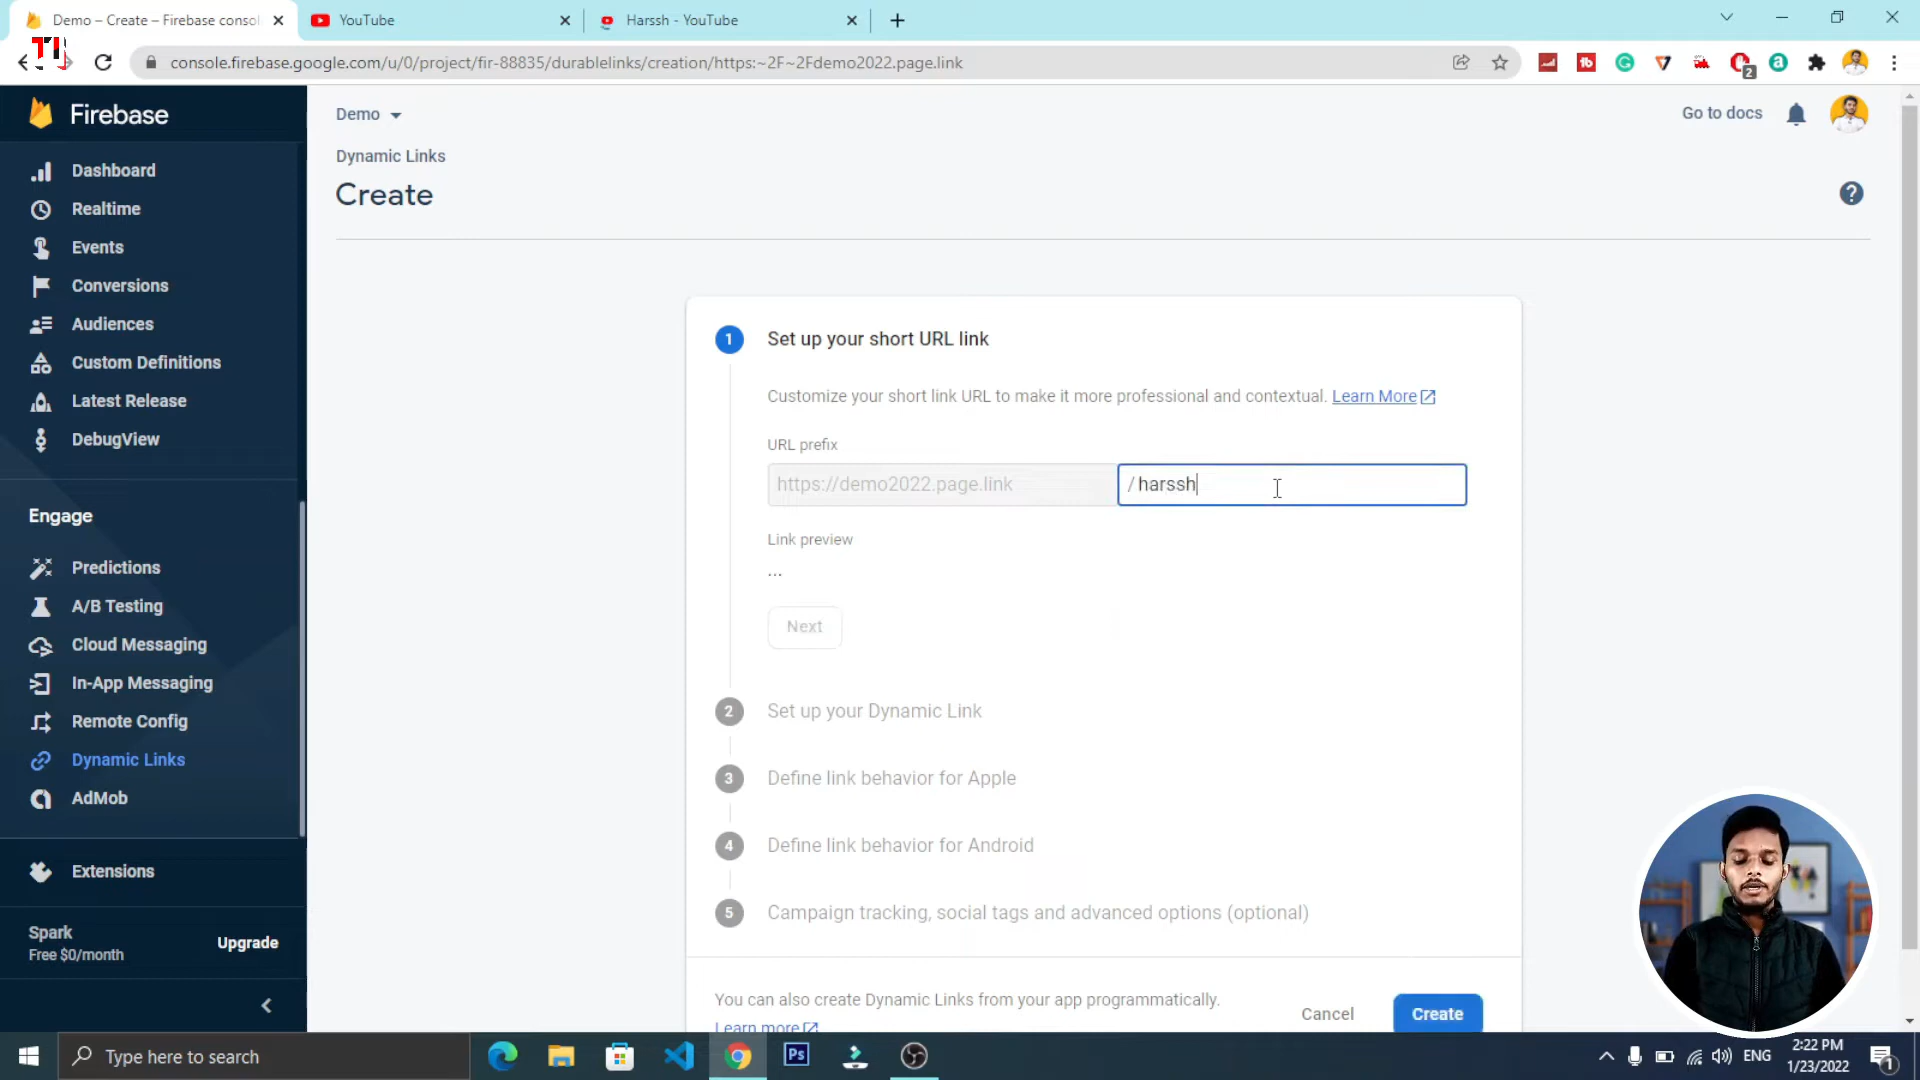 Demo – Create – Firebase consol
YouTube
Harssh - YouTube
console.firebase.google.com/u/0/project/fir-88835/durablelinks/creation/https:~2F~2Fdemo2022.page.link
2
Firebase
Demo
Go to docs
Dynamic Links
Create
Dashboard
Realtime
Events
Conversions
Audiences
Custom Definitions
Latest Release
DebugView
Engage
Predictions
A/B Testing
Cloud Messaging
In-App Messaging
Remote Config
Dynamic Links
AdMob
Extensions
Spark
Free $0/month
Upgrade
1 Set up your short URL link
Customize your short link URL to make it more professional and contextual. Learn More
URL prefix
https://demo2022.page.link /harssh
Link preview
...
Next
2 Set up your Dynamic Link
3 Define link behavior for Apple
4 Define link behavior for Android
5 Campaign tracking, social tags and advanced options (optional)
You can also create Dynamic Links from your app programmatically.
Learn more
Cancel
Create
Type here to search
Ps
ENG
2:22 PM
1/23/2022
1